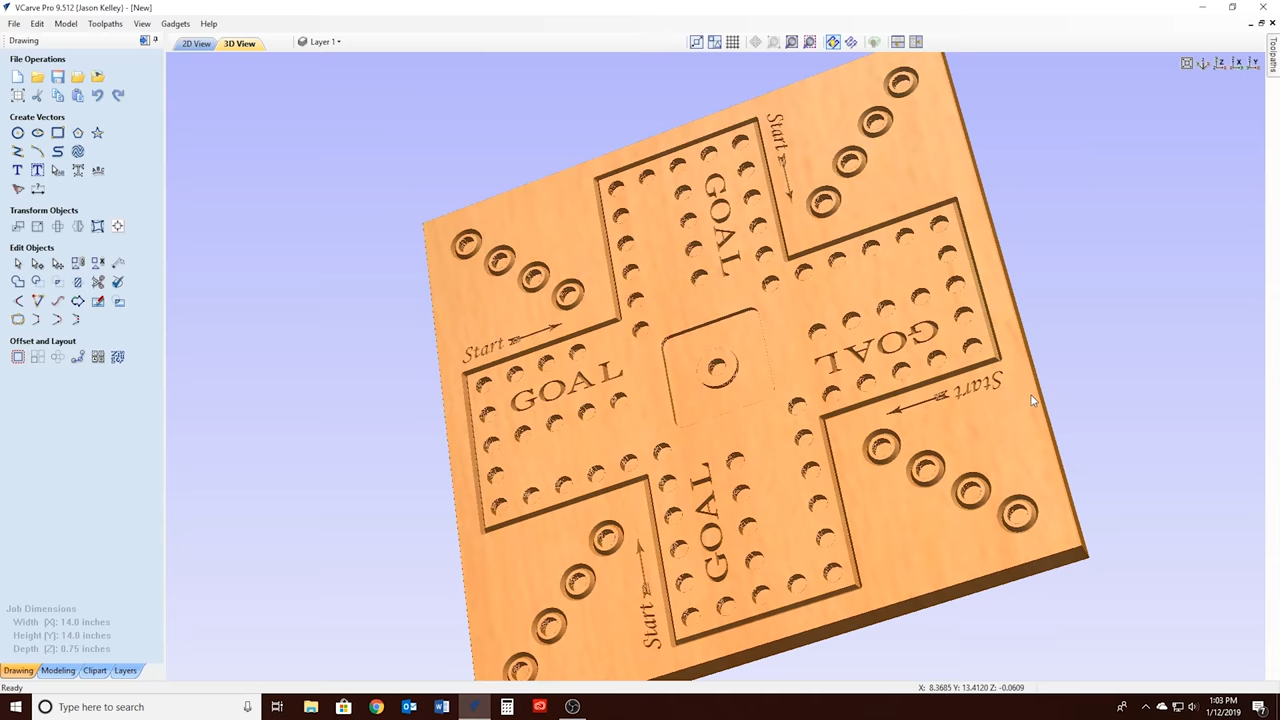 VCarve Pro 9.512 {Jason Kelley} - [New]
File Edit Model Toolpaths View Gadgets Help
Drawing
2D View 3D View Layer 1
Toolpaths
File Operations
Create Vectors
Transform Objects
Edit Objects
Offset and Layout
Start
GOAL
Start
GOAL
GOAL
Start
GOAL
Start
Job Dimensions
Width (X): 14.0 inches
Height (Y): 14.0 inches
Depth (Z): 0.75 inches
Drawing Modeling Clipart Layers
Ready
X: 8.3685 Y: 13.4120 Z: -0.0609
Type here to search
1:03 PM
1/12/2019